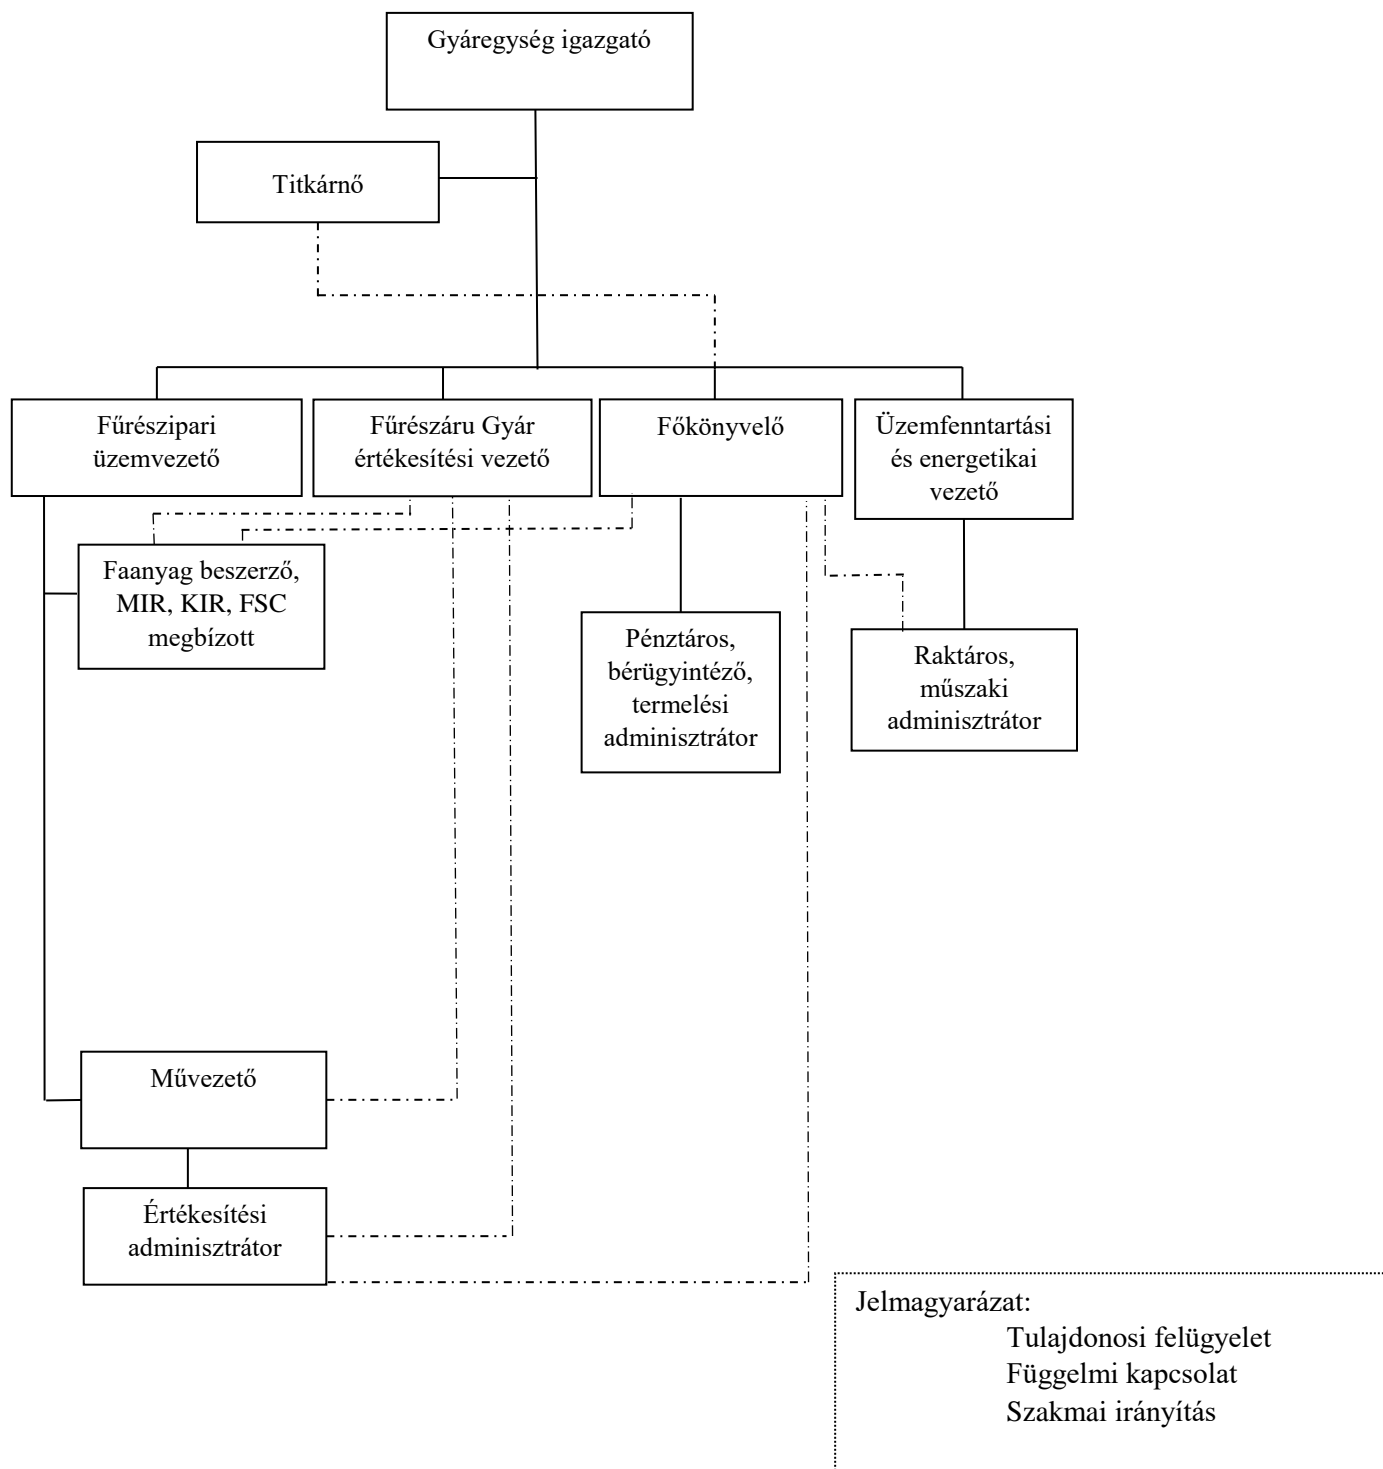 Gyáregység igazgató
Titkárnő
Fűrészipari
üzemvezető
Fűrészáru Gyár
értékesítési vezető
Főkönyvelő
Üzemfenntartási
és energetikai
vezető
Faanyag beszerző,
MIR, KIR, FSC
megbízott
Pénztáros,
bérügyintéző,
termelési
adminisztrátor
Raktáros,
műszaki
adminisztrátor
Művezető
Értékesítési
adminisztrátor
Jelmagyarázat:
Tulajdonosi felügyelet
Függelmi kapcsolat
Szakmai irányítás